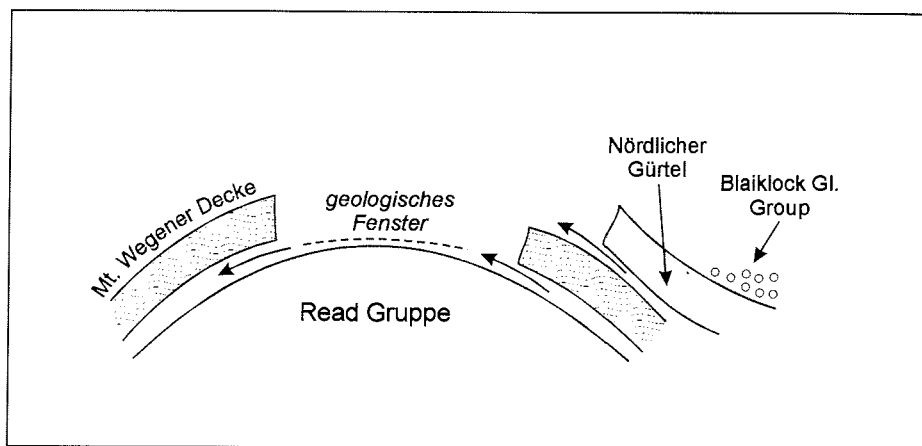 Nördlicher
Gürtel
Blaiklock Gl.
Group
geologisches
Fenster
Mt. Wegener Decke
Read Gruppe